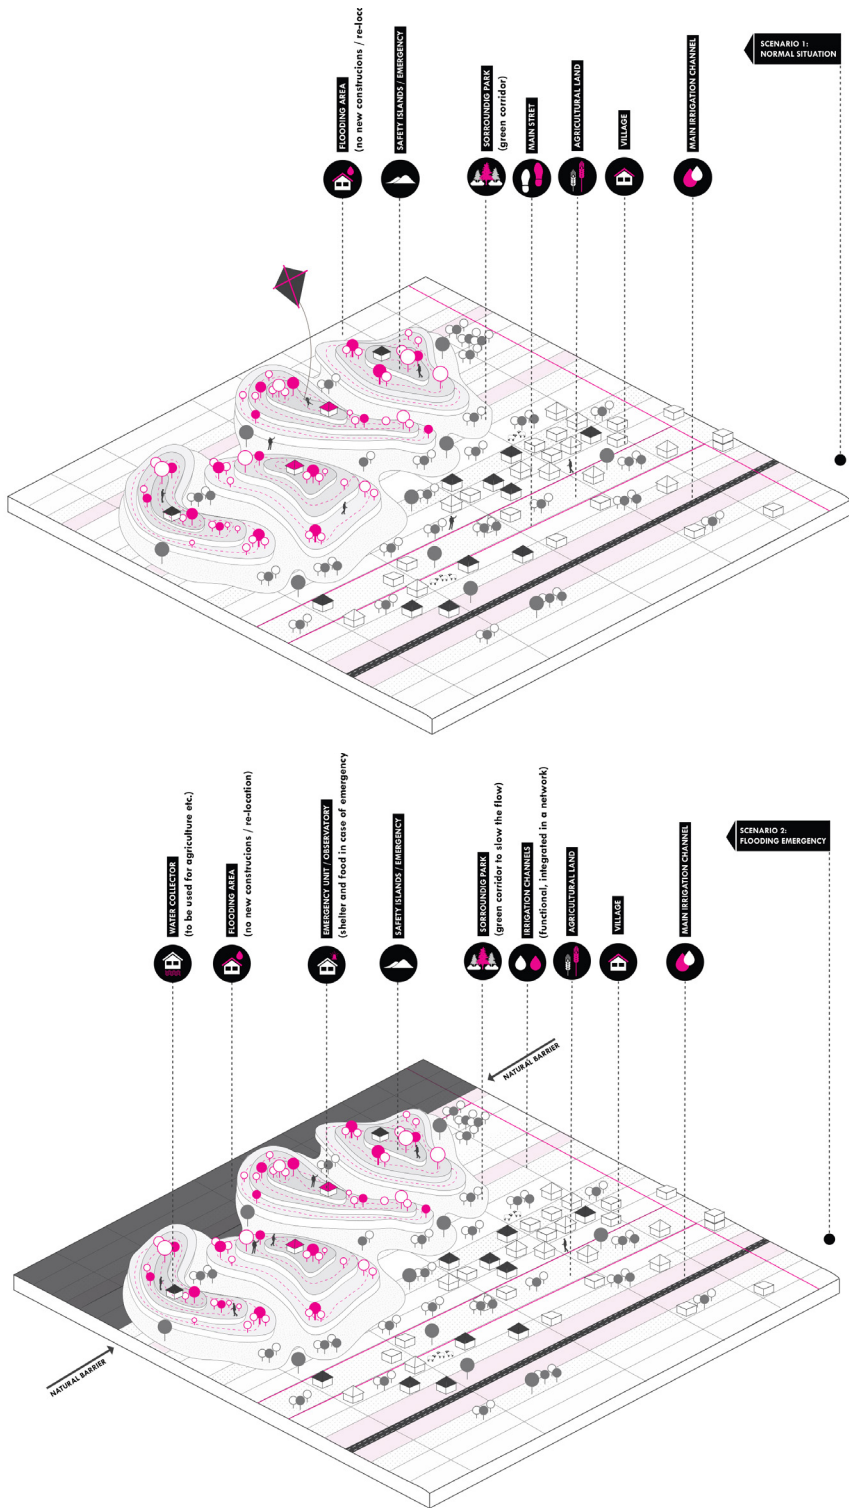 FLOODING AREA
(no new construcions / re-loc
SAFETY ISLANDS / EMERGENCY
SORROUNDIG PARK
(green corridor)
MAIN STRET
AGRICULTURAL LAND
VILLAGE
MAIN IRRIGATION CHANNEL
SCENARIO 1:
NORMAL SITUATION
WATER COLLECTOR
(to be used for agriculture etc.)
FLOODING AREA
(no new construcions / re-location)
EMERGENCY UNIT / OBSERVATORY
(shelter and food in case of emergency
SAFETY ISLANDS / EMERGENCY
SORROUNDIG PARK
(green corridor to slow the flow)
IRRIGATION CHANNELS
(functional, integrated in a network)
AGRICULTURAL LAND
VILLAGE
MAIN IRRIGATION CHANNEL
SCENARIO 2:
FLOODING EMERGENCY
NATURAL BARRIER
NATURAL BARRIER